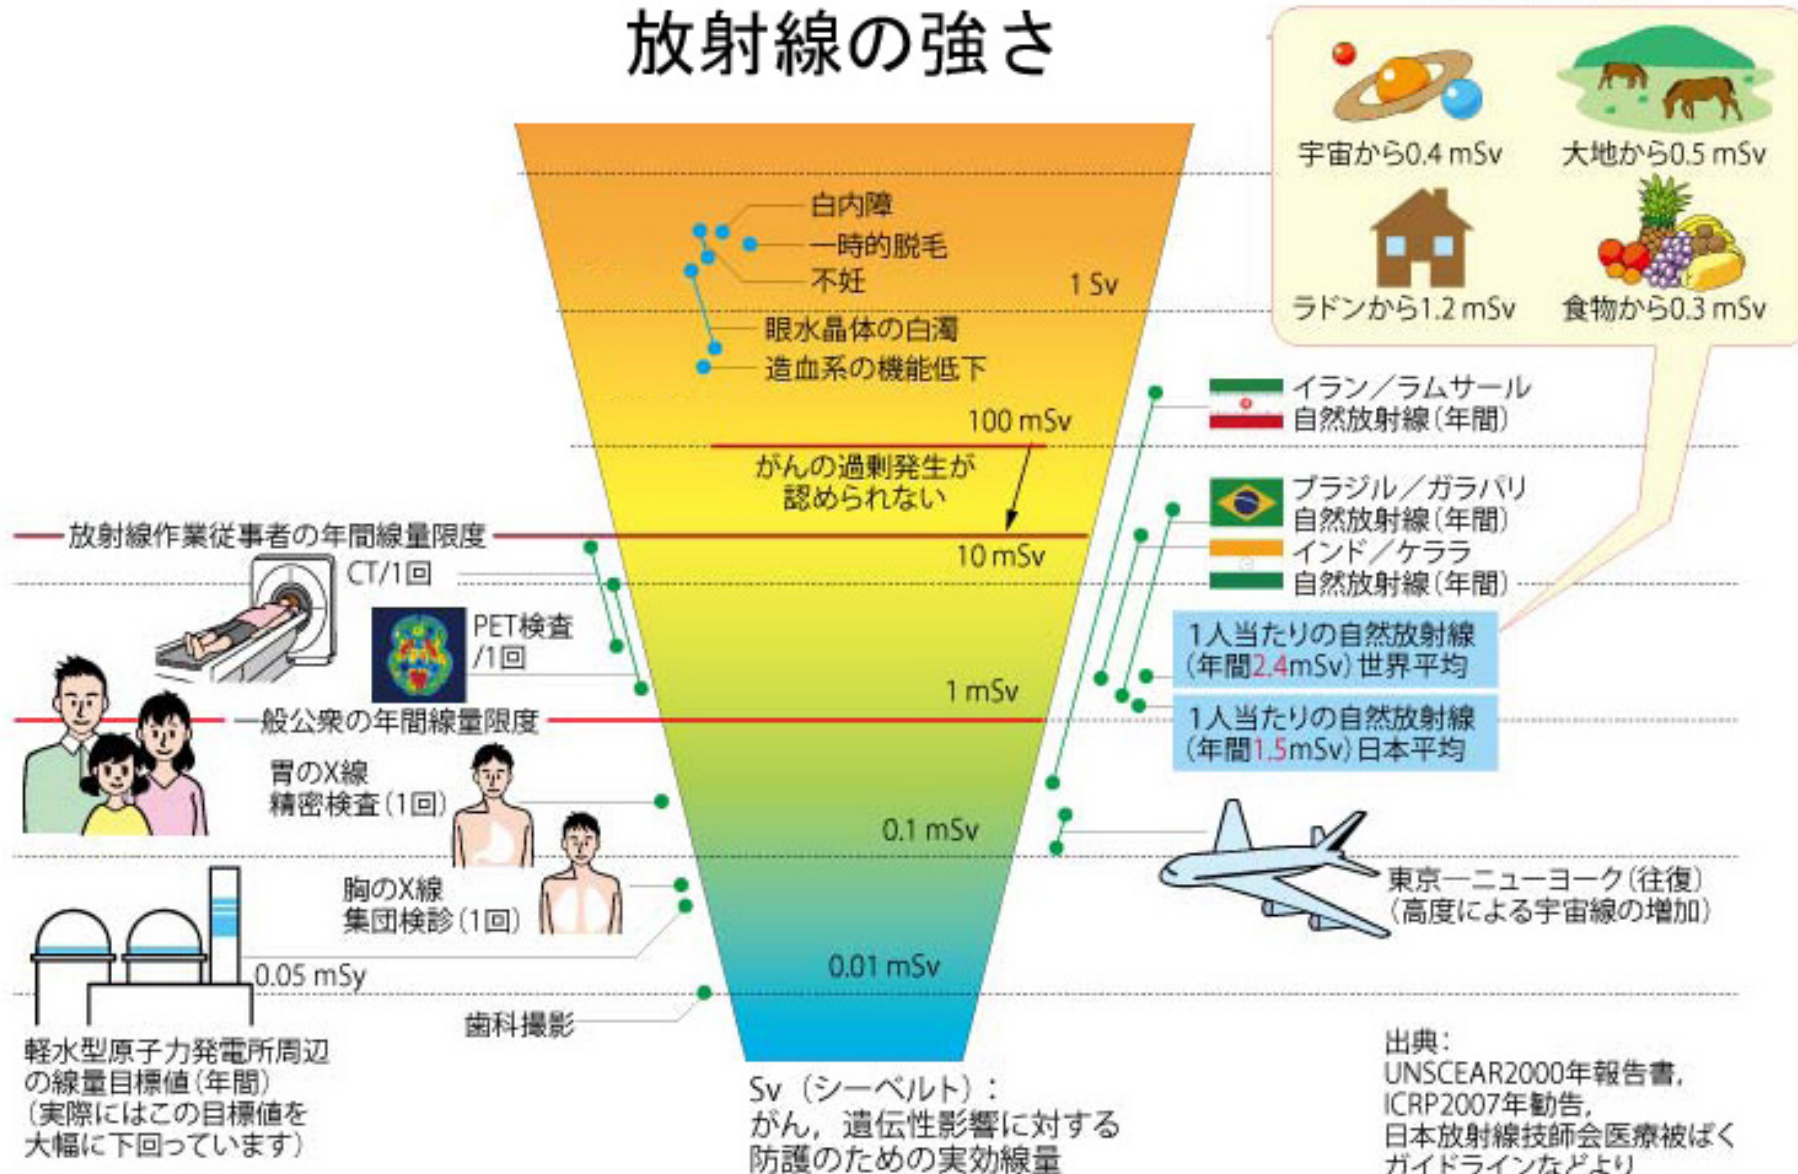 放射線の強さ
宇宙から0.4 mSv
大地から0.5 mSv
ラドンから1.2 mSv
食物から0.3 mSv
白内障
一時的脱毛
不妊
1 Sv
眼水晶体の白濁
造血系の機能低下
100 mSv
がんの過剰発生が
認められない
イラン／ラムサール
自然放射線（年間）
ブラジル／ガラパリ
自然放射線（年間）
インド／ケララ
自然放射線（年間）
放射線作業従事者の年間線量限度
10 mSv
CT/1回
PET検査
/1回
1人当たりの自然放射線
（年間2.4mSv）世界平均
1 mSv
一般公衆の年間線量限度
1人当たりの自然放射線
（年間1.5mSv）日本平均
胃のX線
精密検査（1回）
0.1 mSv
胸のX線
集団検診（1回）
東京―ニューヨーク（往復）
（高度による宇宙線の増加）
0.05 mSy
0.01 mSv
歯科撮影
軽水型原子力発電所周辺
の線量目標値（年間）
（実際にはこの目標値を
大幅に下回っています）
Sv （シーベルト）：
がん，遺伝性影響に対する
防護のための実効線量
出典：
UNSCEAR2000年報告書，
ICRP2007年勧告，
日本放射線技師会医療被ばく
ガイドラインなどより